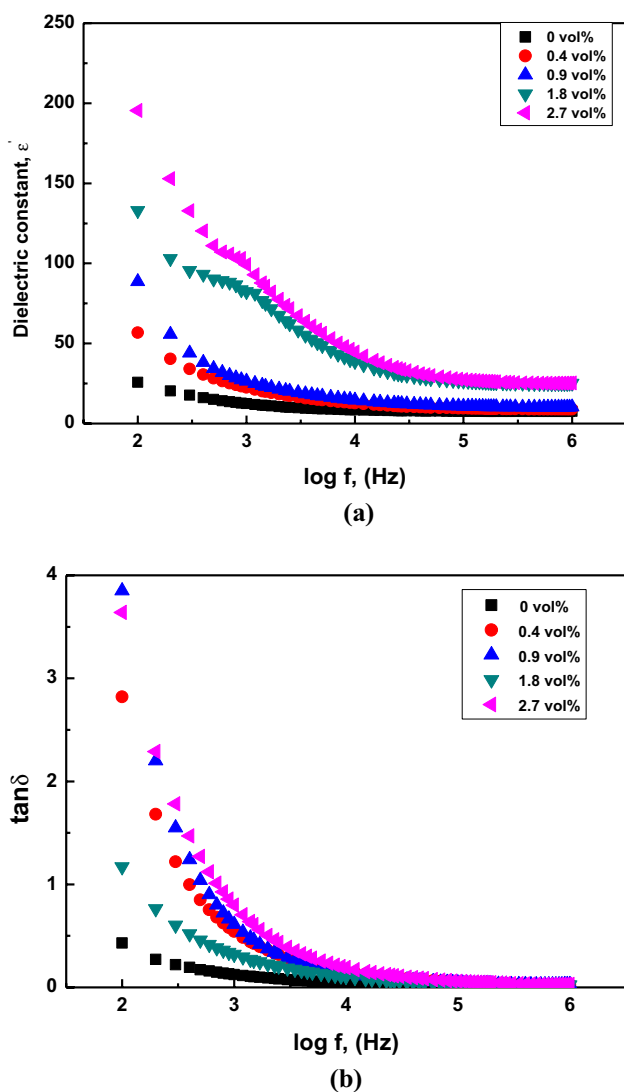 250
200
150
100
50
0
Dielectric constant, ε'
0 vol%
0.4 vol%
0.9 vol%
1.8 vol%
2.7 vol%
2 3 4 5 6
log f, (Hz)
(a)
4
3
2
1
0
tanδ
0 vol%
0.4 vol%
0.9 vol%
1.8 vol%
2.7 vol%
2 3 4 5 6
log f, (Hz)
(b)